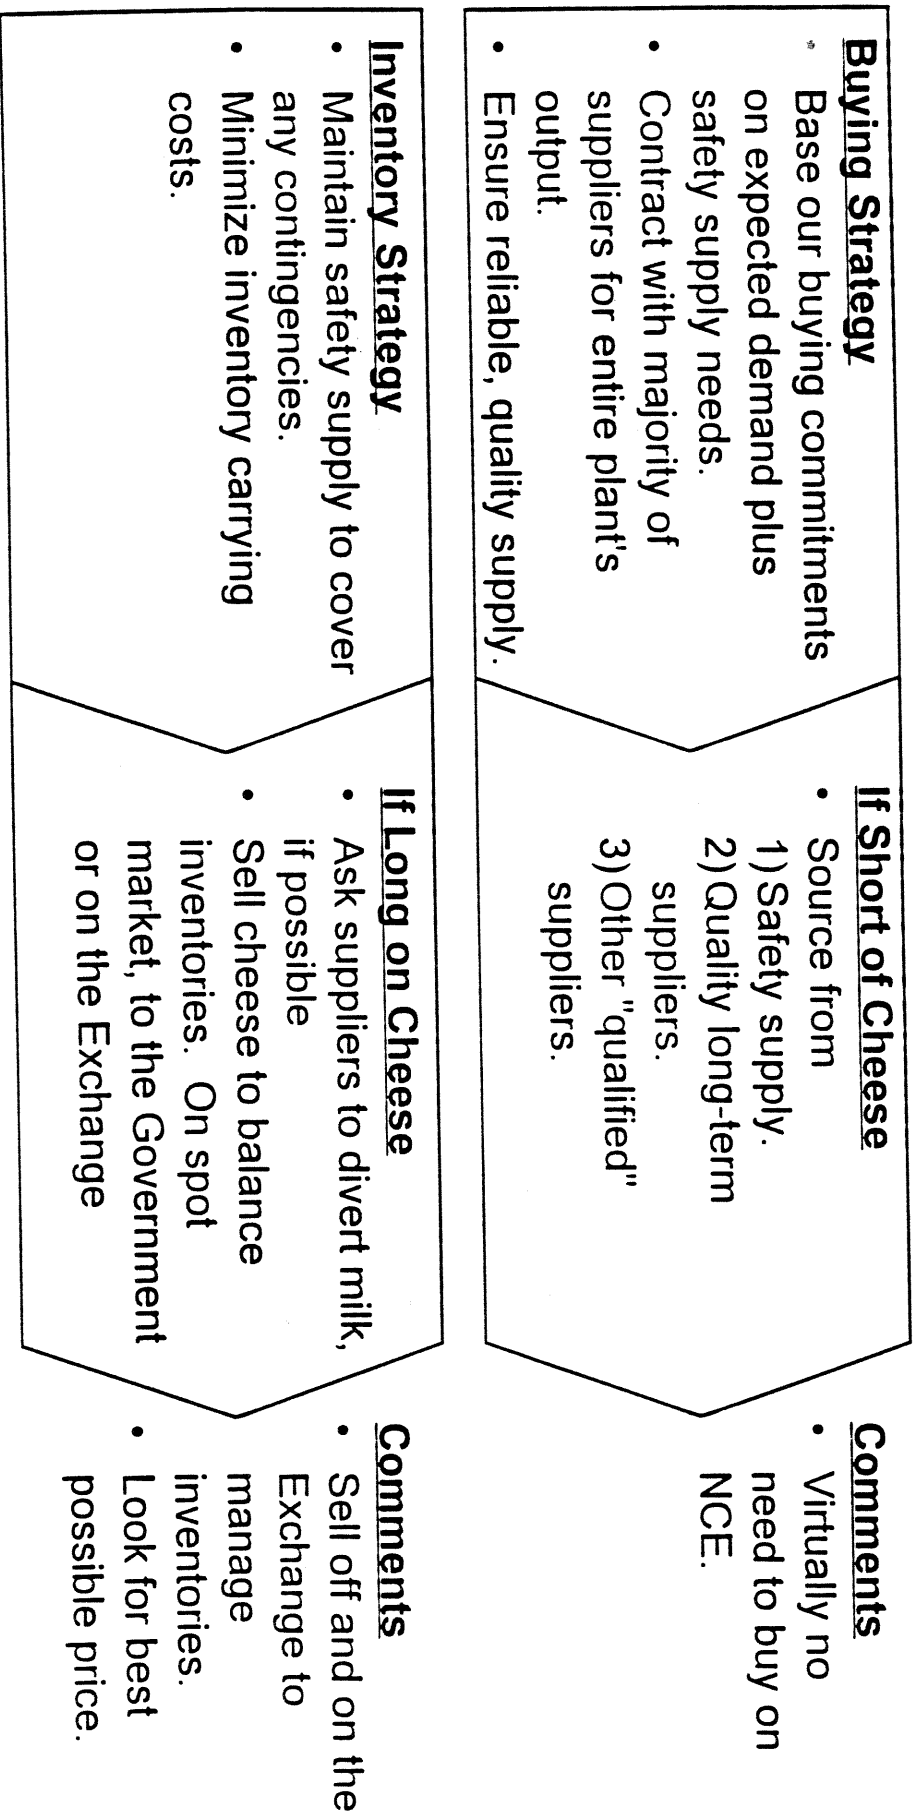 Buying Strategy
• Base our buying commitments
on expected demand plus
safety supply needs.
• Contract with majority of
suppliers for entire plant's
output.
• Ensure reliable, quality supply.
If Short of Cheese
• Source from
1) Safety supply.
2) Quality long-term
suppliers.
3) Other "qualified"
suppliers.
Comments
• Virtually no
need to buy on
NCE.
Inventory Strategy
• Maintain safety supply to cover
any contingencies.
• Minimize inventory carrying
costs.
If Long on Cheese
• Ask suppliers to divert milk,
if possible
• Sell cheese to balance
inventories. On spot
market, to the Government
or on the Exchange
Comments
• Sell off and on the
Exchange to
manage
inventories.
• Look for best
possible price.